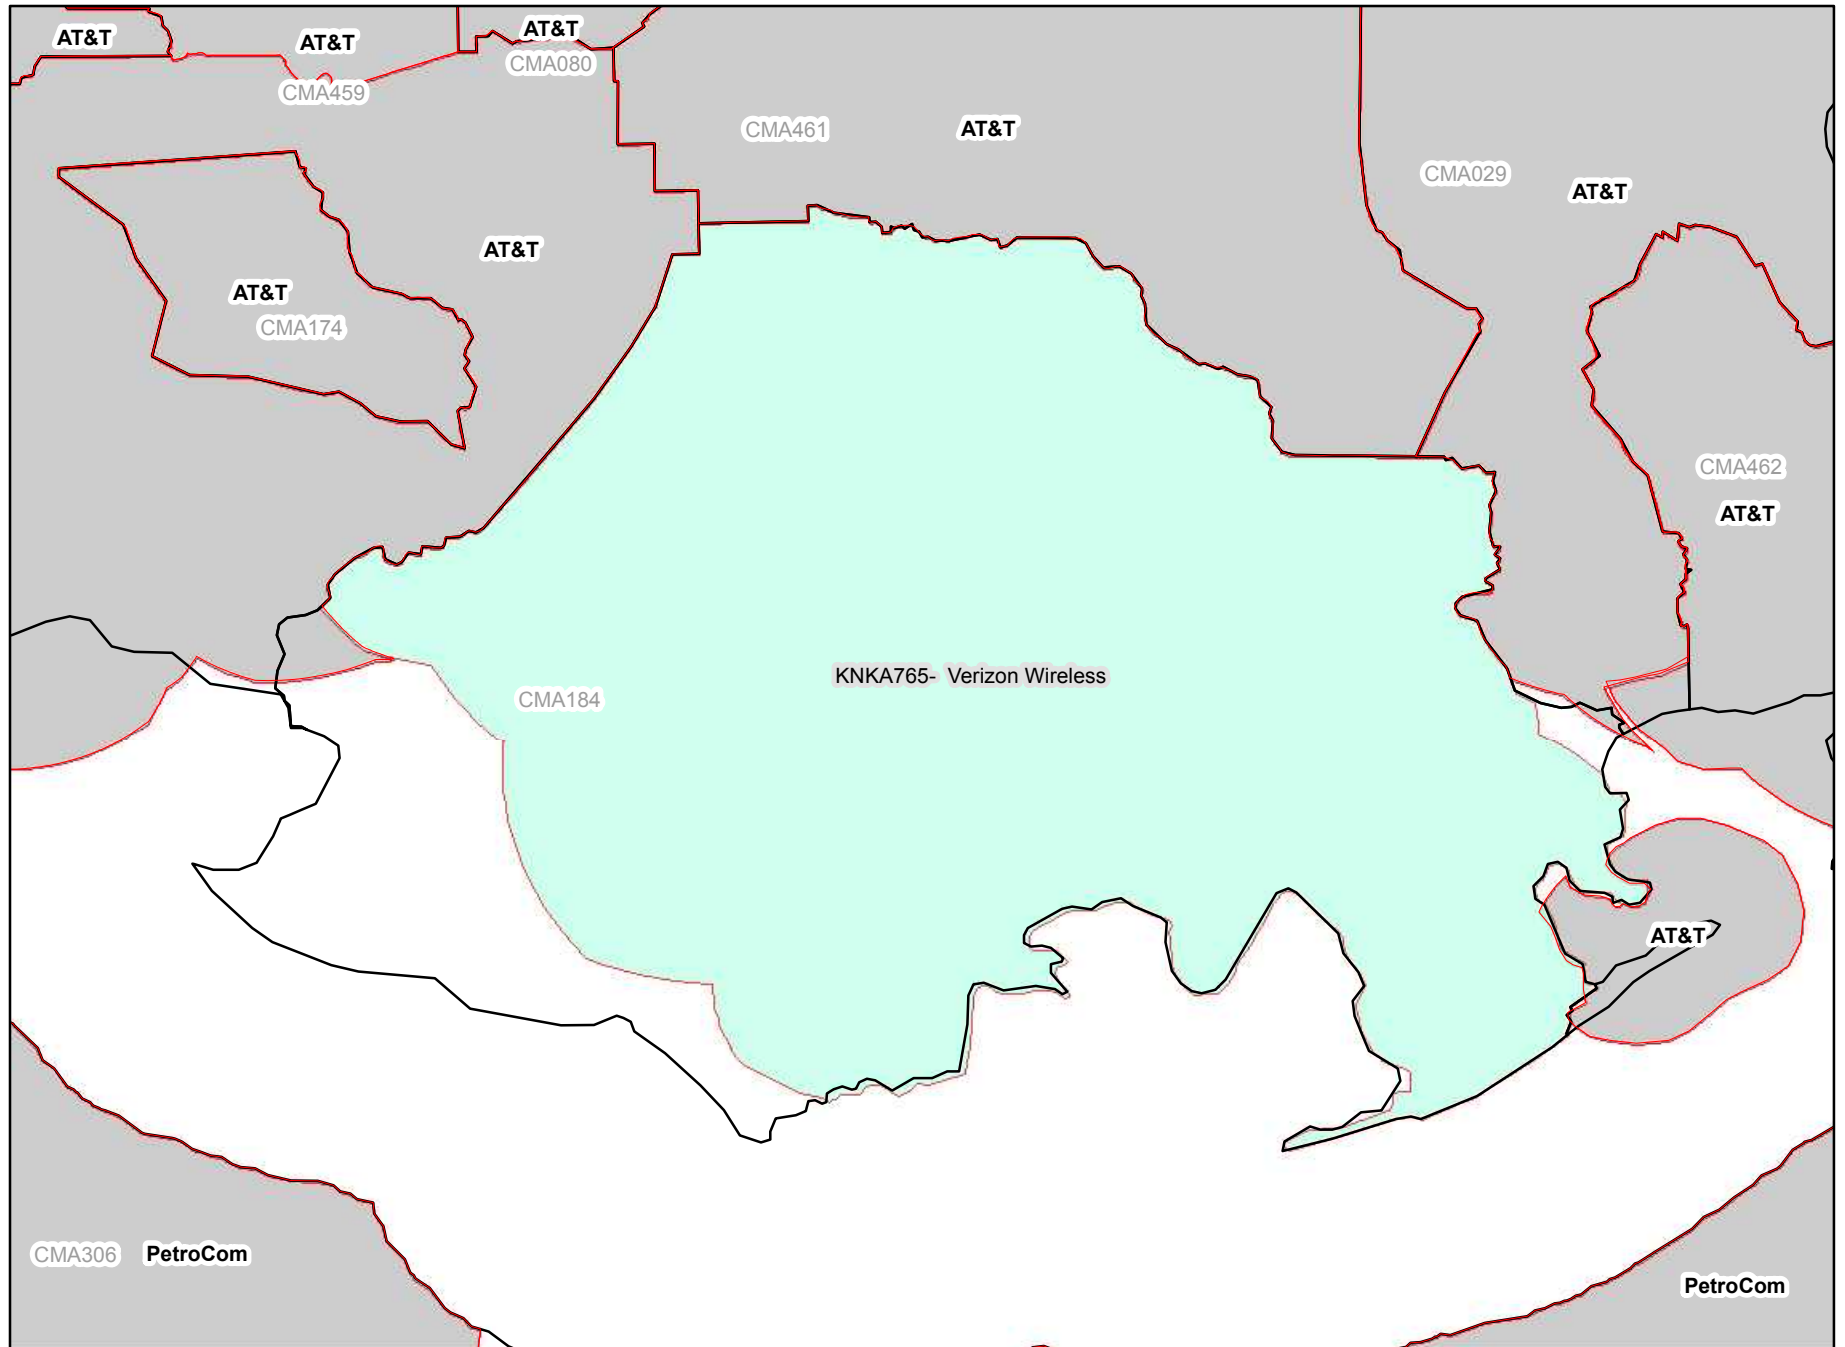 AT&T
AT&T
AT&T
CMA080
CMA459
CMA461
AT&T
CMA029
AT&T
AT&T
AT&T
CMA174
CMA462
AT&T
KNKA765-  Verizon Wireless
CMA184
AT&T
CMA306 PetroCom
PetroCom